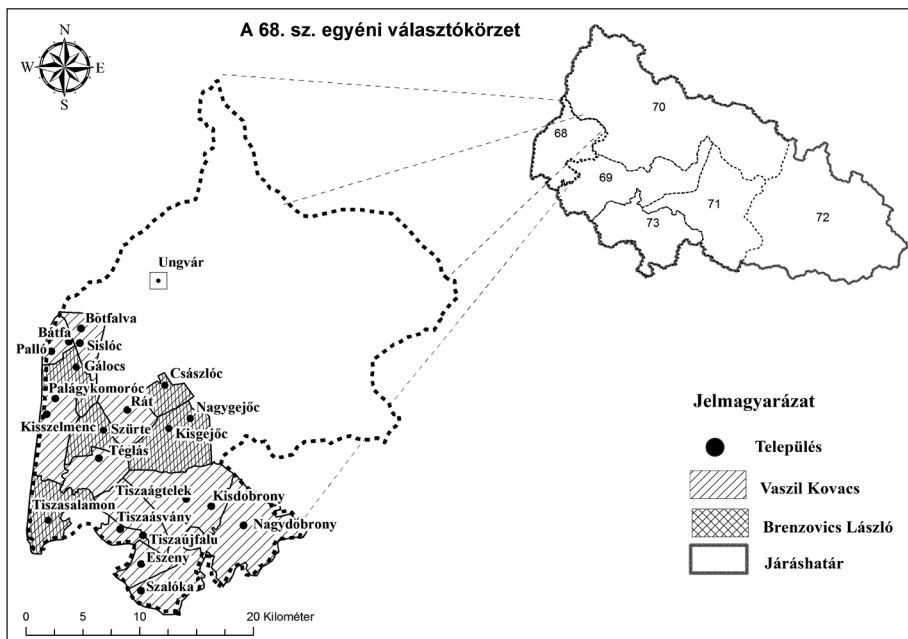 A 68. sz. egyéni választókörzet
N
W E
S
70
68
69
71
72
73
Ungvár
Botfalva
Bátfa
Sislóc
Palló
Gálocs
Császlóc
Palágykomoróc
Rát
Nagygejőc
Kisszelmenc
Szürte
Kisgejőc
Téglás
Tiszaágtelek
Kisdobrony
Tiszasalamon
Tiszaásvány
Nagydobrony
Tiszaújfalu
Eszeny
Szalóka
Jelmagyarázat
Település
Vaszil Kovacs
Brenzovics László
Járáshatár
0 5 10 20 Kilométer